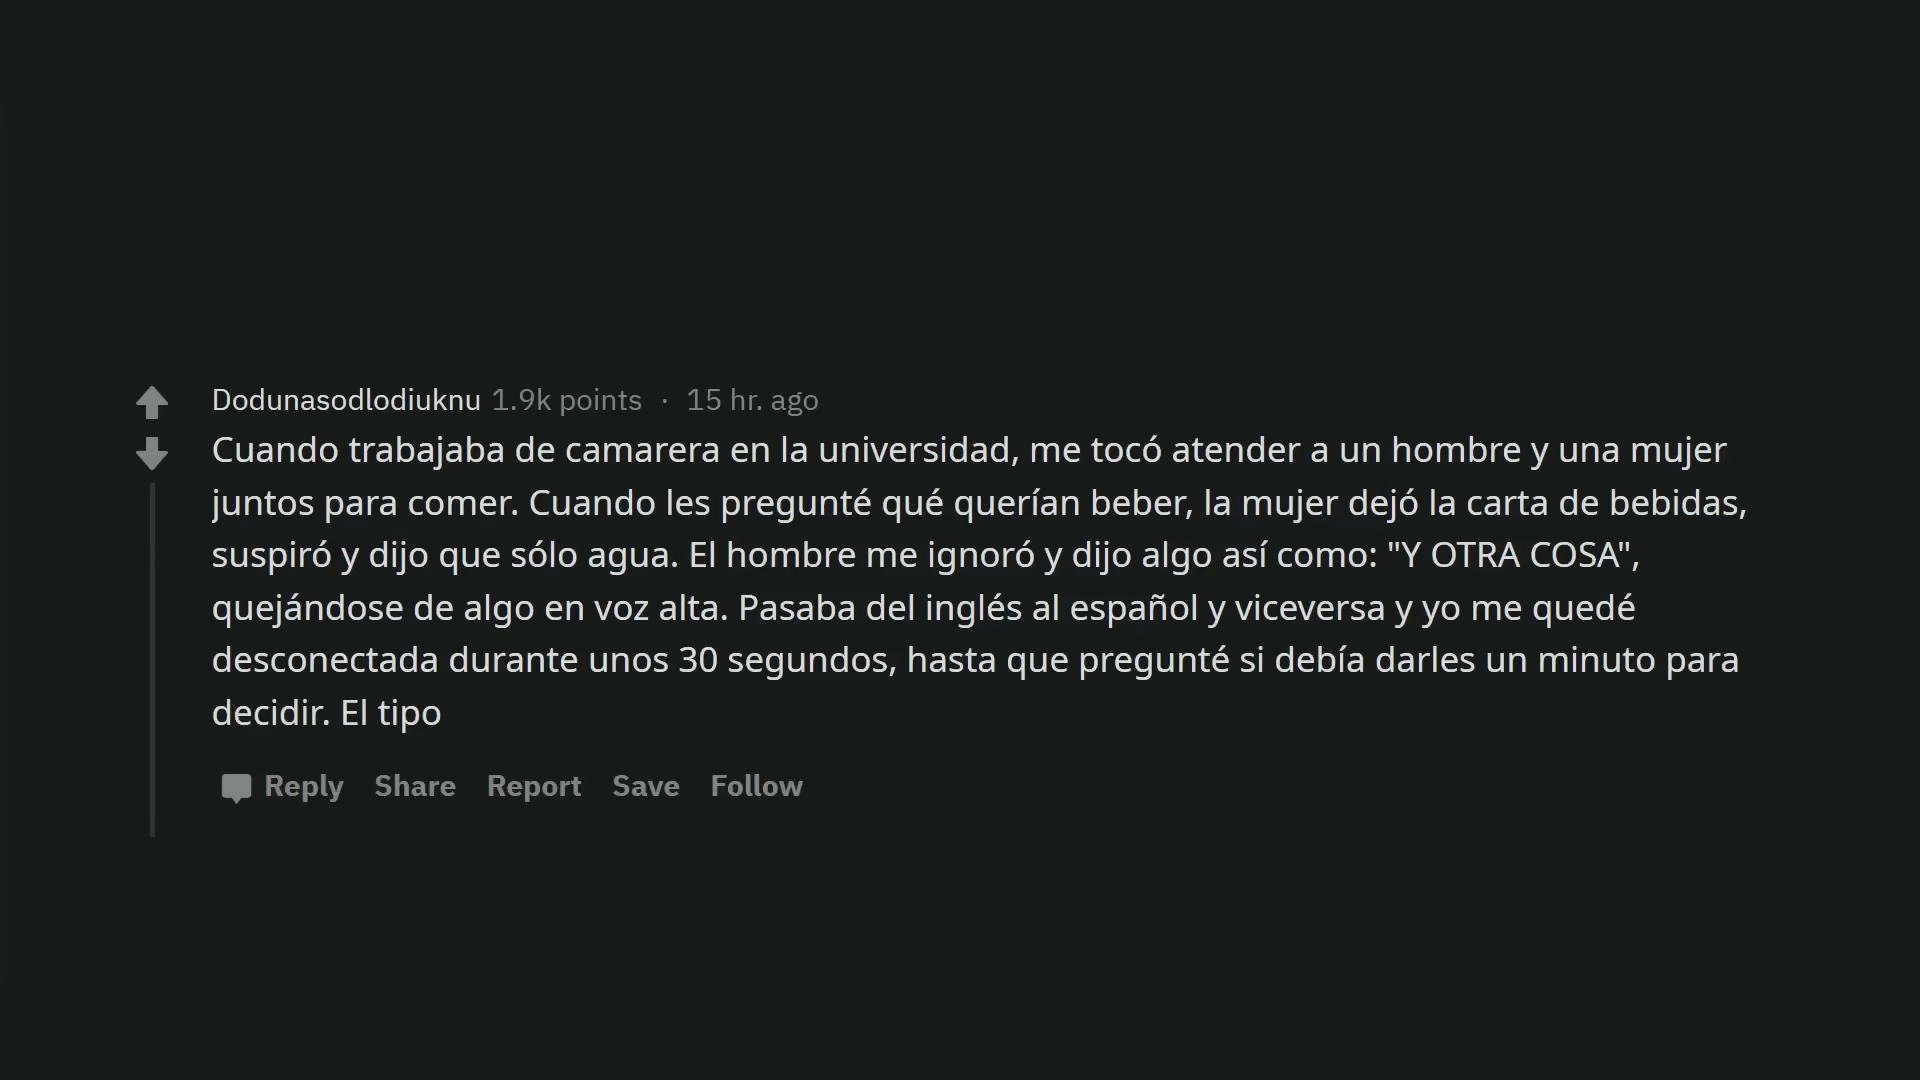 Dodunasodlodiuknu 1.9k points · 15 hr. ago
Cuando trabajaba de camarera en la universidad, me tocó atender a un hombre y una mujer
juntos para comer. Cuando les pregunté qué querían beber, la mujer dejó la carta de bebidas,
suspiró y dijo que sólo agua. El hombre me ignoró y dijo algo así como: "Y OTRA COSA",
quejándose de algo en voz alta. Pasaba del inglés al español y viceversa y yo me quedé
desconectada durante unos 30 segundos, hasta que pregunté si debía darles un minuto para
decidir. El tipo
Reply Share Report Save Follow